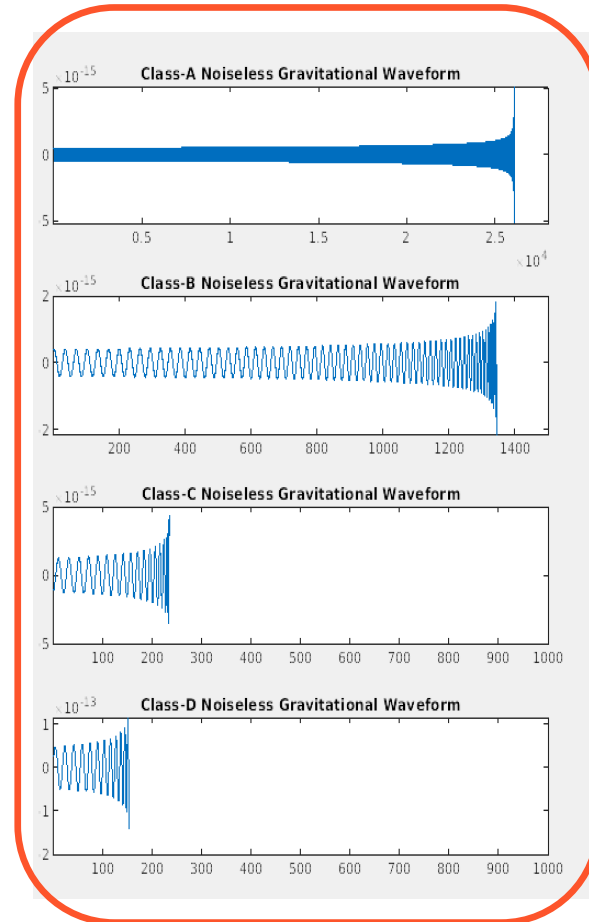 ×10⁻¹⁵
Class-A Noiseless Gravitational Waveform
5
0
-5
0.5 1 1.5 2 2.5
×10⁴
×10⁻¹⁵
Class-B Noiseless Gravitational Waveform
2
0
-2
200 400 600 800 1000 1200 1400
×10⁻¹⁵
Class-C Noiseless Gravitational Waveform
5
0
-5
100 200 300 400 500 600 700 800 900 1000
×10⁻¹³
Class-D Noiseless Gravitational Waveform
1
0
-1
-2
100 200 300 400 500 600 700 800 900 1000